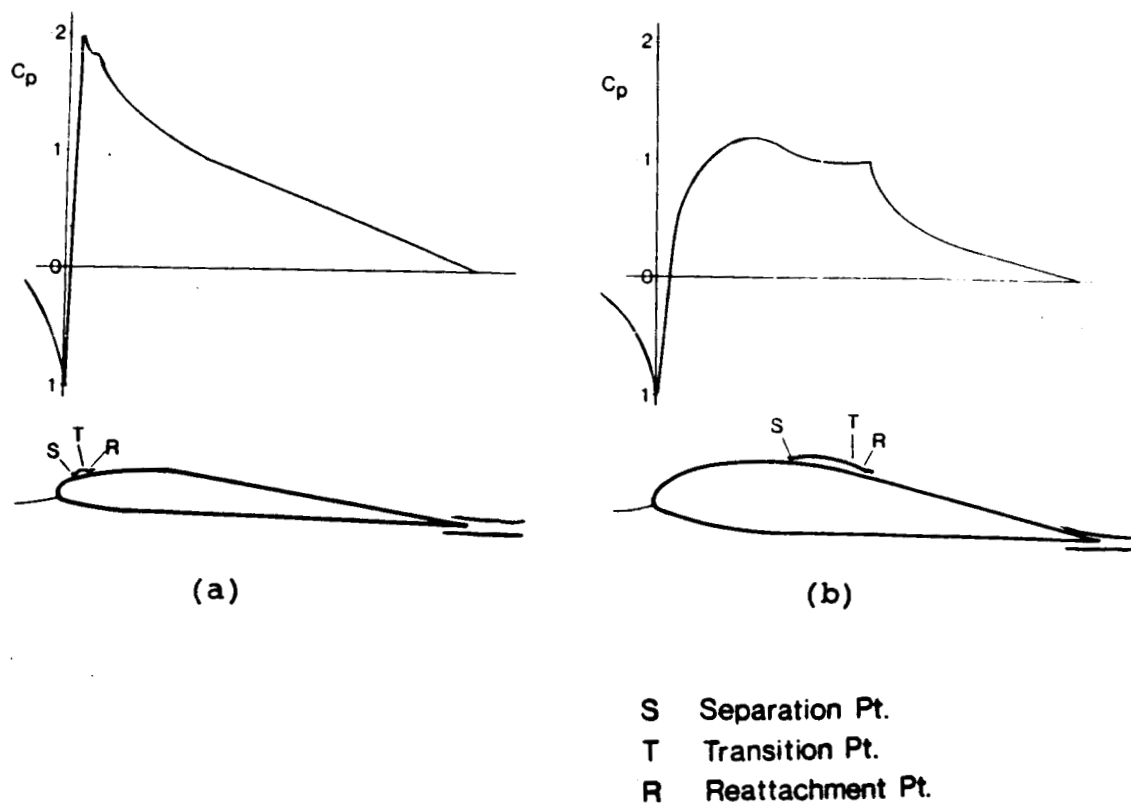 2
Cp
1
0
1
S T R
(a)
2
Cp
1
0
1
S T R
(b)
S Separation Pt.
T Transition Pt.
R Reattachment Pt.